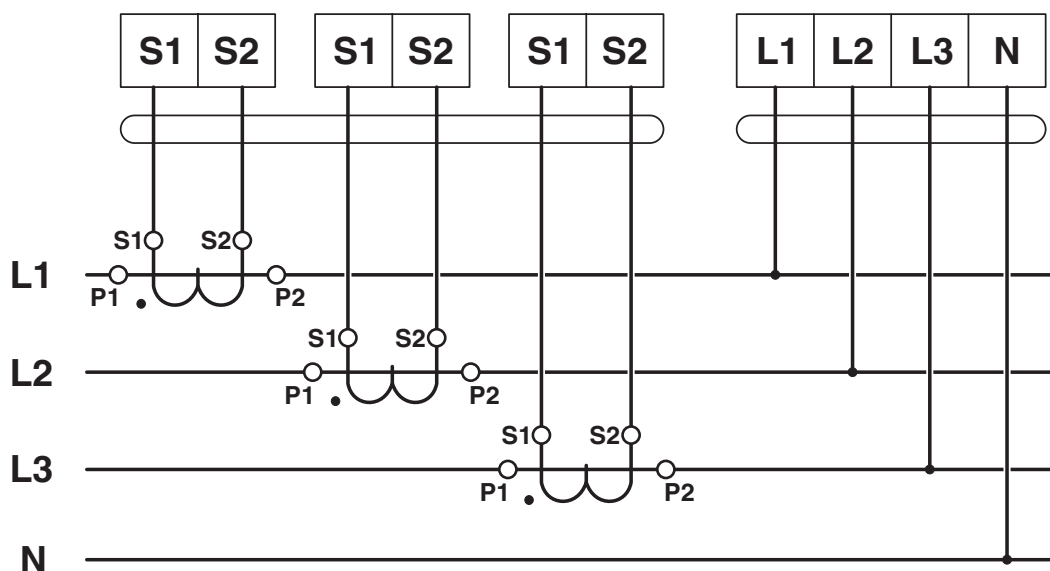 S1 S2 S1 S2 S1 S2 L1 L2 L3 N
S1 S2
L1
P1 P2
S1 S2
L2
P1 P2
S1 S2
L3
P1 P2
N